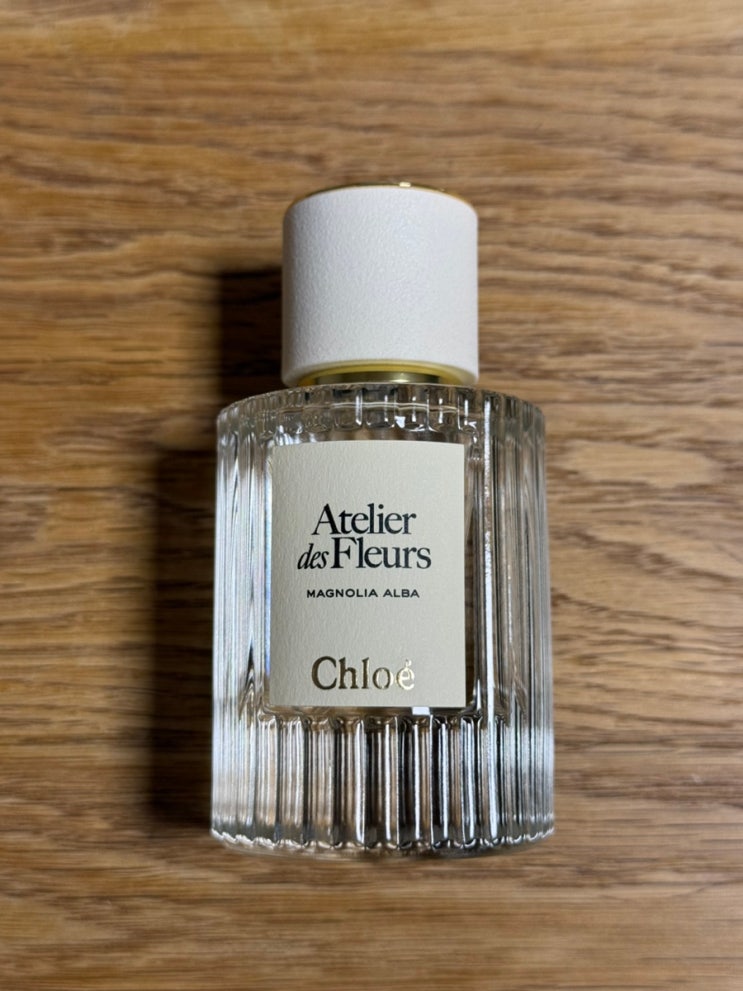 Atelier
des Fleurs
MAGNOLIA ALBA
Chloé